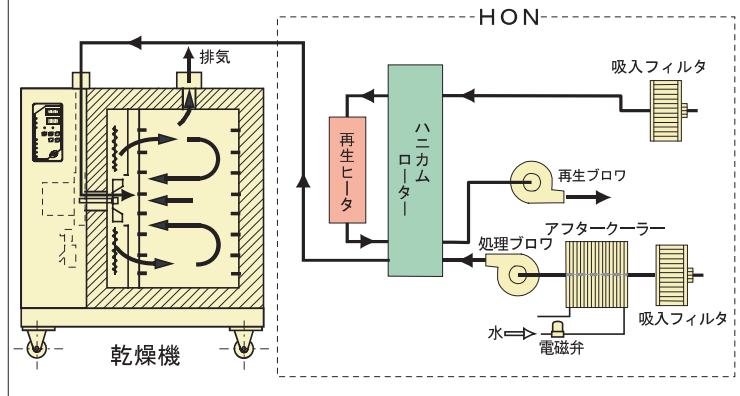 HON
排気
吸入フィルタ
ハニカム
ローター
再生ヒータ
再生ブロワ
アフタークーラー
処理ブロワ
吸入フィルタ
水
電磁弁
乾燥機